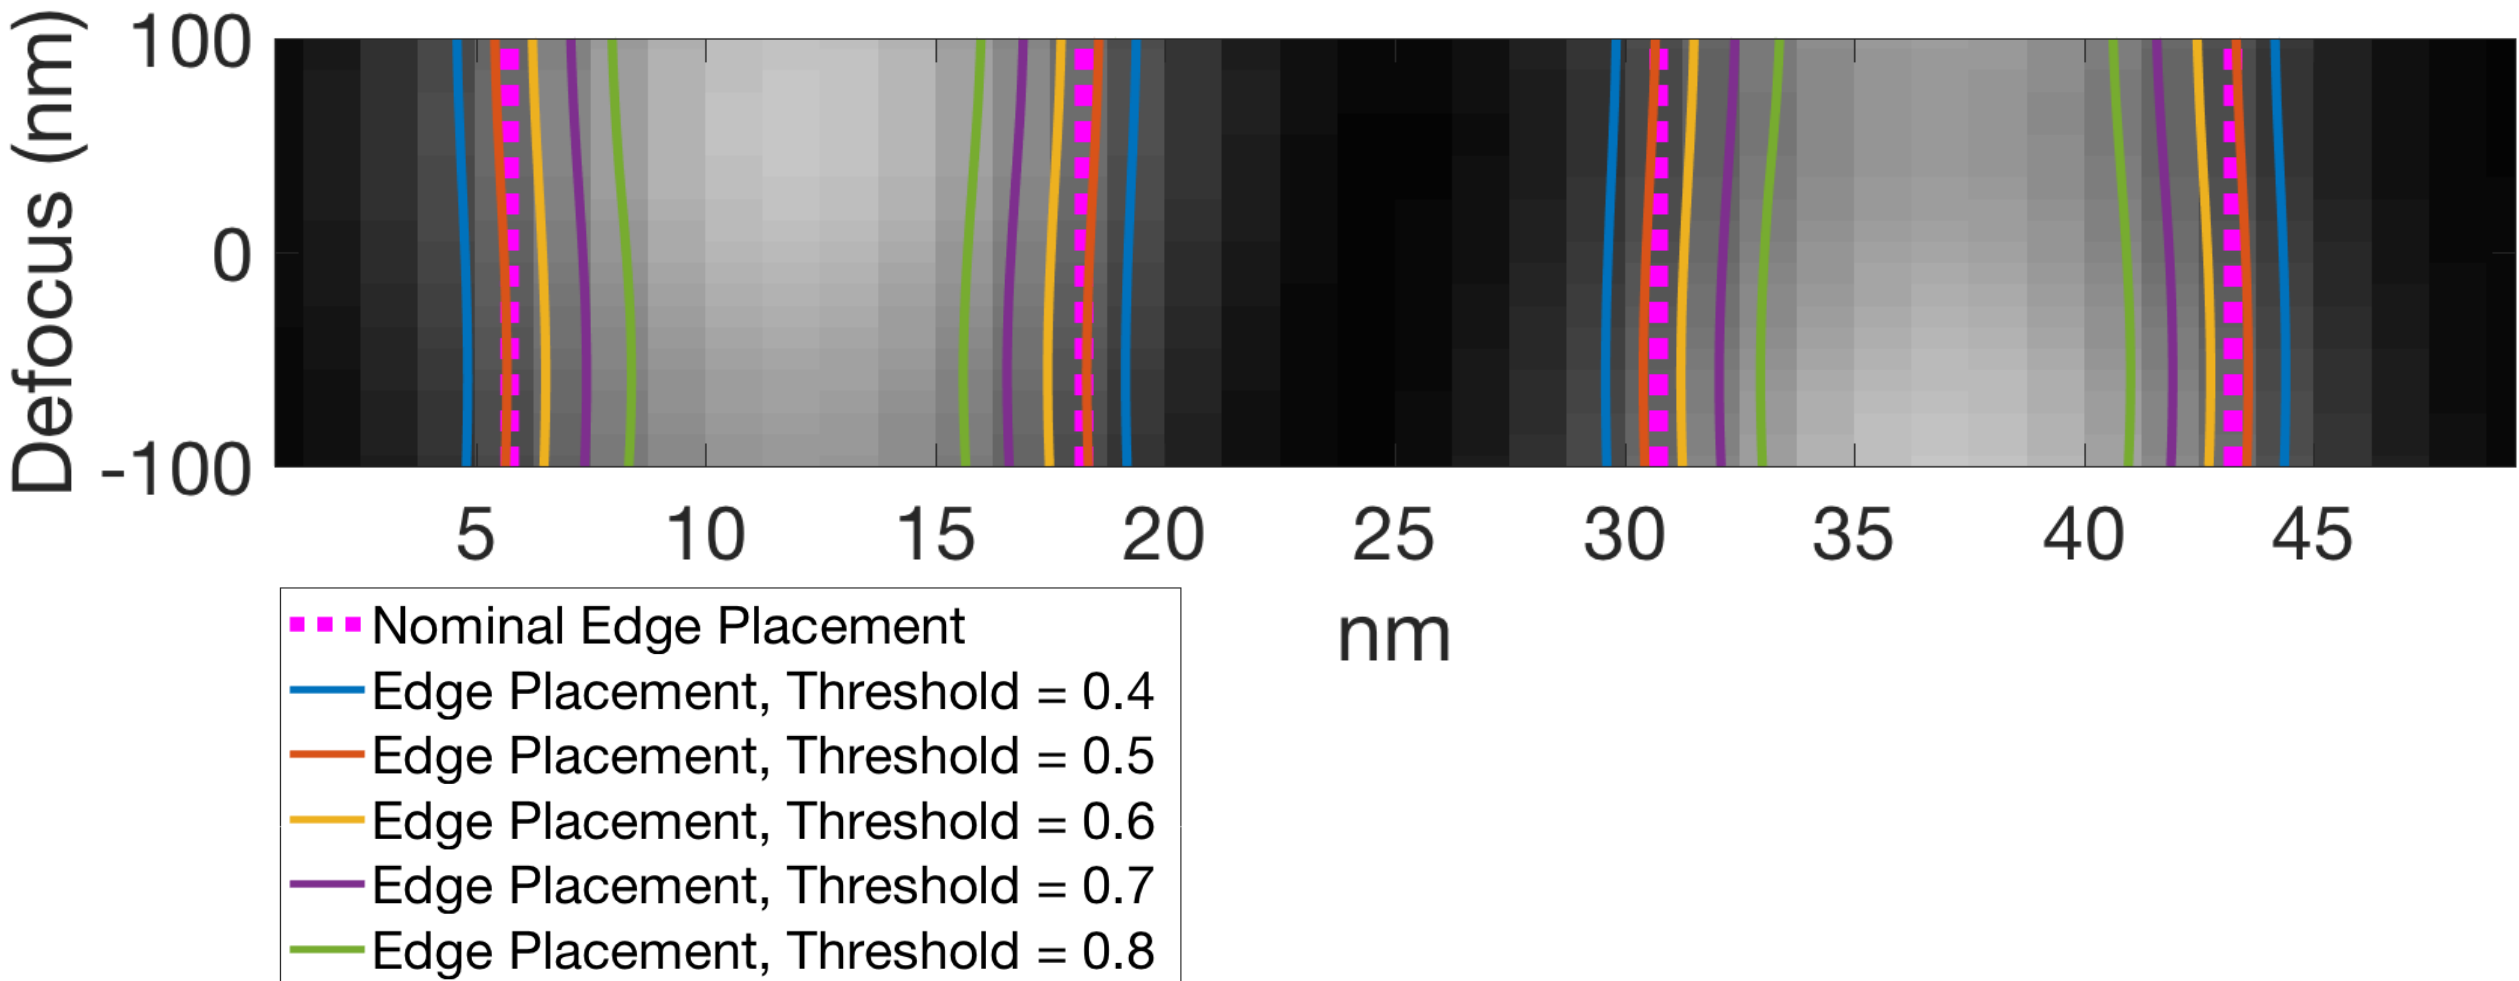 Defocus (nm)
100
0
-100
5 10 15 20 25 30 35 40 45
nm
Nominal Edge Placement
Edge Placement, Threshold = 0.4
Edge Placement, Threshold = 0.5
Edge Placement, Threshold = 0.6
Edge Placement, Threshold = 0.7
Edge Placement, Threshold = 0.8